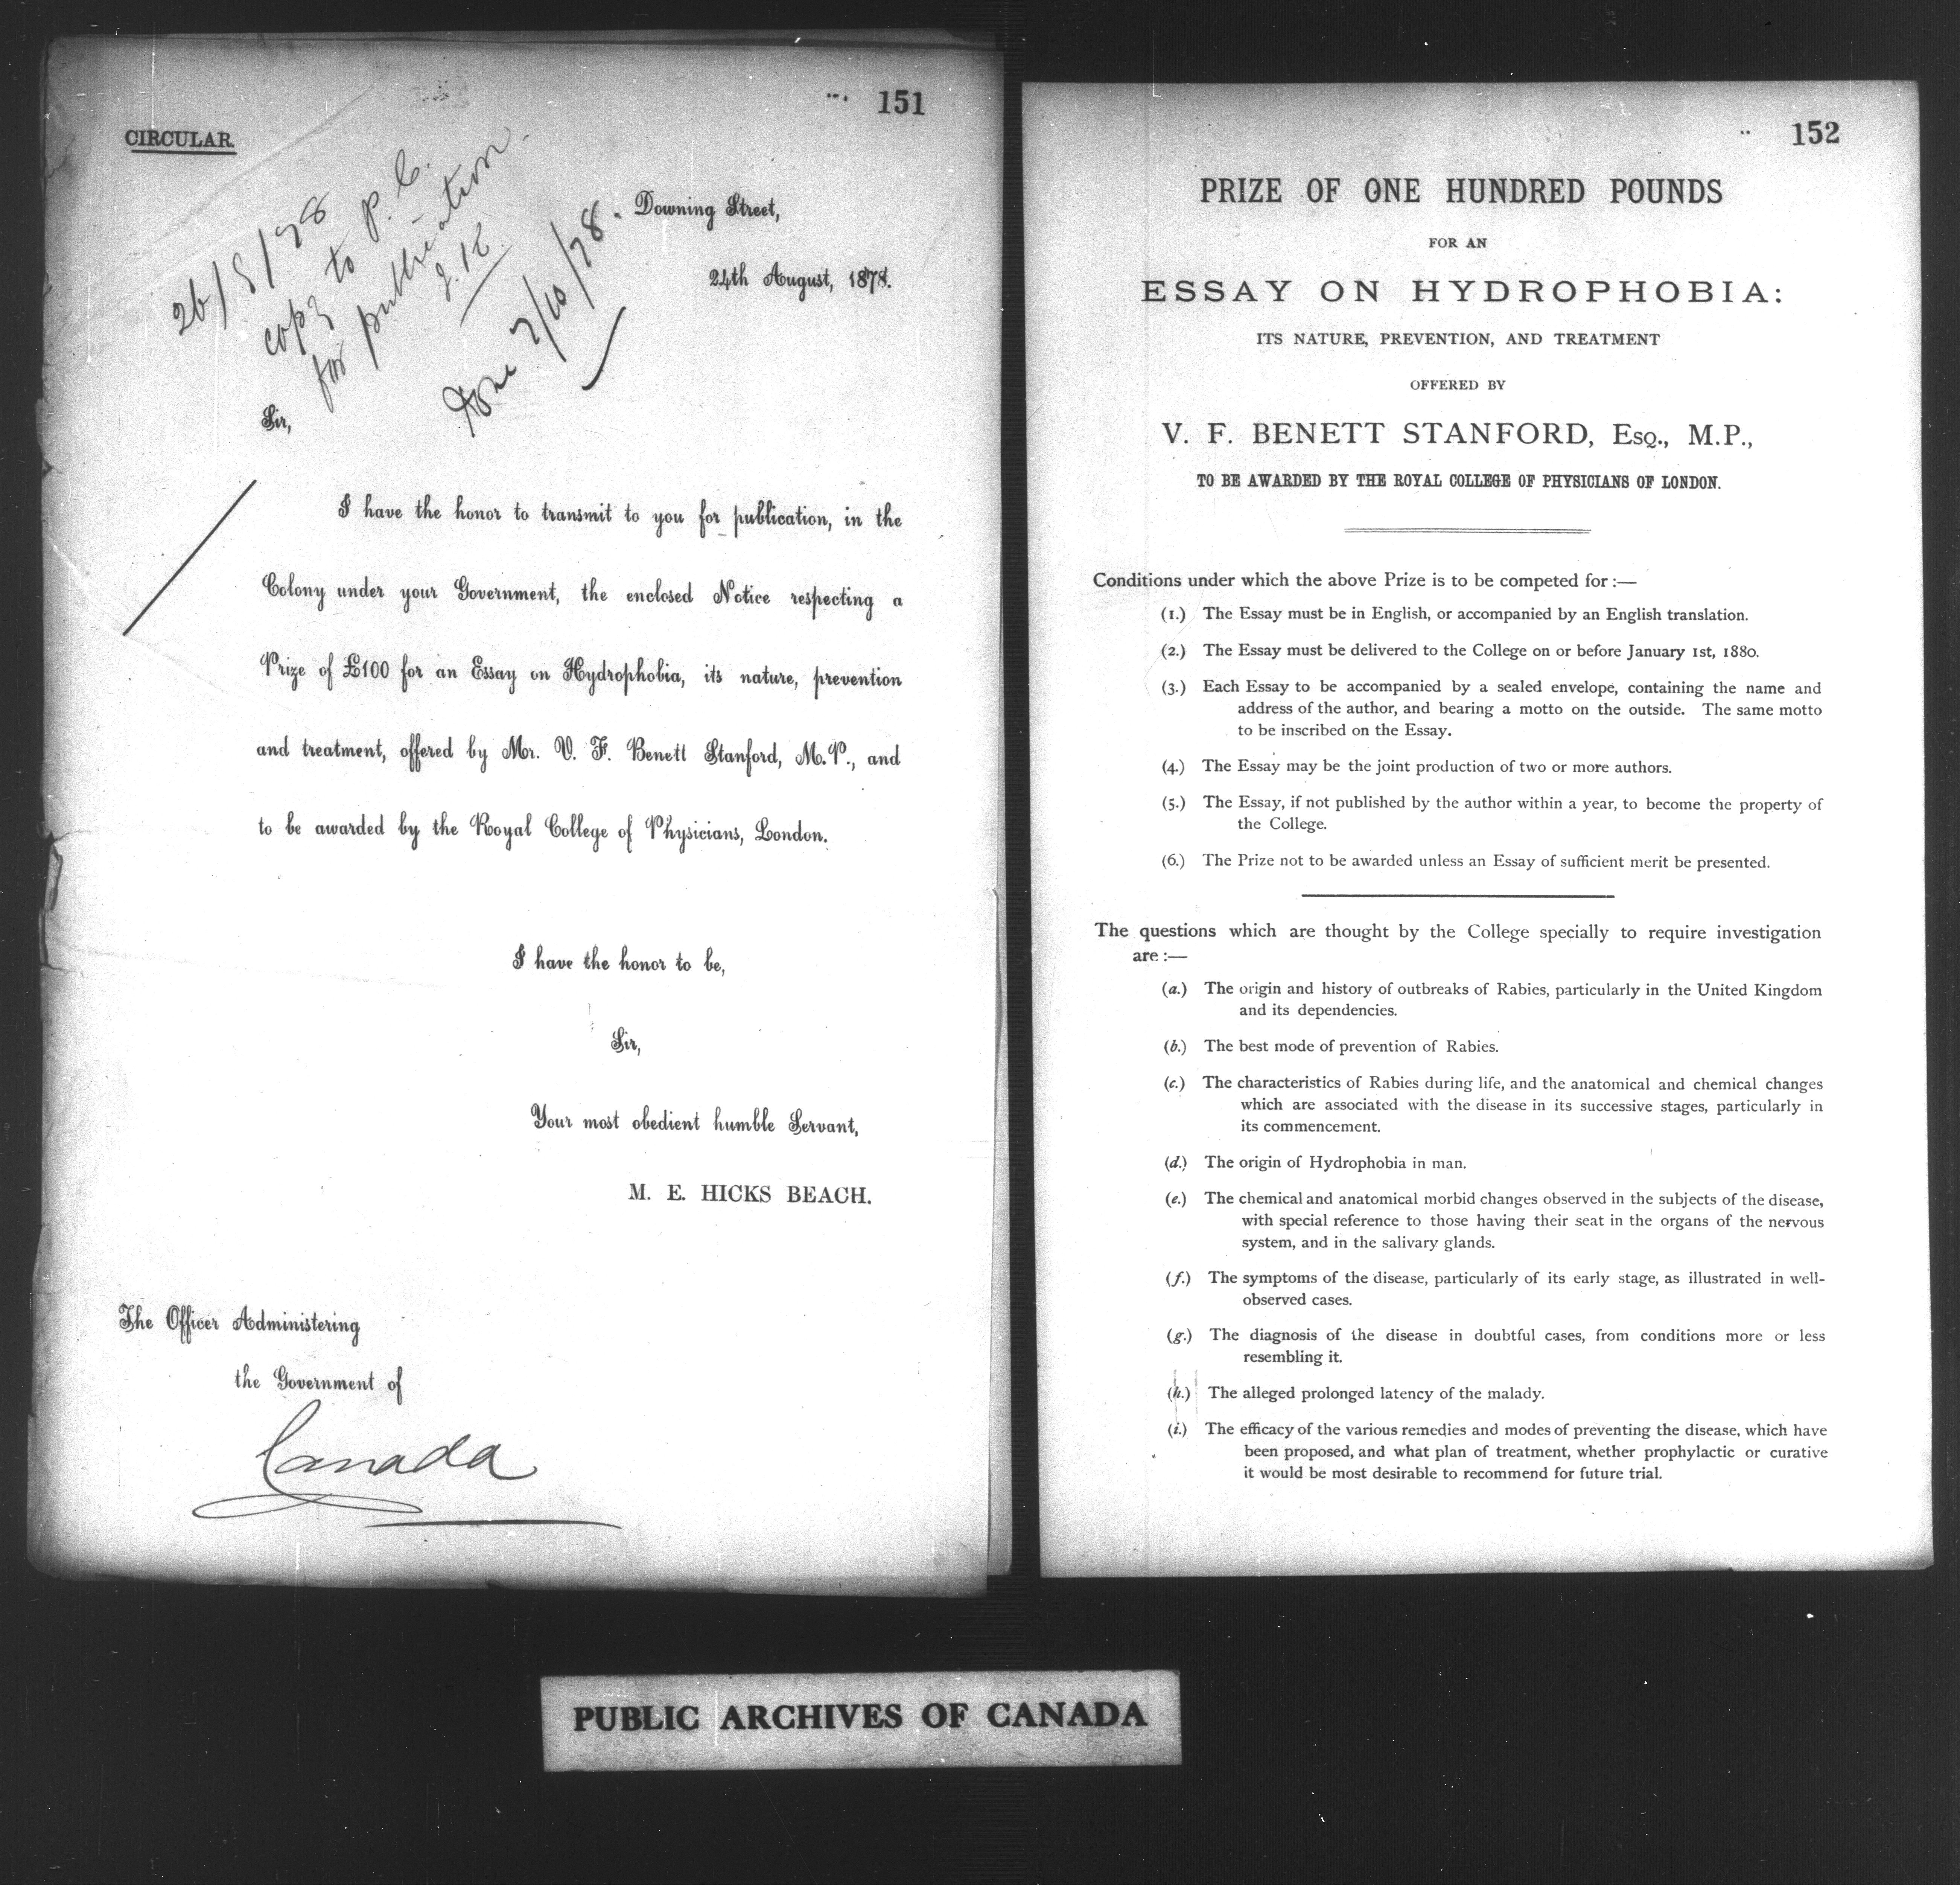 151
CIRCULAR.
26/9/78
copy to P. C.
for publication
Done 7/10/78.
Downing Street,
24th August, 1878.
Sir,
I have the honor to transmit to you for publication, in the
Colony under your Government, the enclosed Notice respecting a
Prize of £100 for an Essay on Hydrophobia, its nature, prevention
and treatment, offered by Mr. V. F. Benett Stanford, M.P., and
to be awarded by the Royal College of Physicians, London.
I have the honor to be,
Sir,
Your most obedient humble Servant,
M. E. HICKS BEACH.
The Officer Administering
the Government of
Canada
152
PRIZE OF ONE HUNDRED POUNDS
FOR AN
ESSAY ON HYDROPHOBIA:
ITS NATURE, PREVENTION, AND TREATMENT
OFFERED BY
V. F. BENETT STANFORD, Esq., M.P.,
TO BE AWARDED BY THE ROYAL COLLEGE OF PHYSICIANS OF LONDON.
Conditions under which the above Prize is to be competed for :—
(1.) The Essay must be in English, or accompanied by an English translation.
(2.) The Essay must be delivered to the College on or before January 1st, 1880.
(3.) Each Essay to be accompanied by a sealed envelope, containing the name and
address of the author, and bearing a motto on the outside. The same motto
to be inscribed on the Essay.
(4.) The Essay may be the joint production of two or more authors.
(5.) The Essay, if not published by the author within a year, to become the property of
the College.
(6.) The Prize not to be awarded unless an Essay of sufficient merit be presented.
The questions which are thought by the College specially to require investigation
are :—
(a.) The origin and history of outbreaks of Rabies, particularly in the United Kingdom
and its dependencies.
(b.) The best mode of prevention of Rabies.
(c.) The characteristics of Rabies during life, and the anatomical and chemical changes
which are associated with the disease in its successive stages, particularly in
its commencement.
(d.) The origin of Hydrophobia in man.
(e.) The chemical and anatomical morbid changes observed in the subjects of the disease,
with special reference to those having their seat in the organs of the nervous
system, and in the salivary glands.
(f.) The symptoms of the disease, particularly of its early stage, as illustrated in well-
observed cases.
(g.) The diagnosis of the disease in doubtful cases, from conditions more or less
resembling it.
(h.) The alleged prolonged latency of the malady.
(i.) The efficacy of the various remedies and modes of preventing the disease, which have
been proposed, and what plan of treatment, whether prophylactic or curative
it would be most desirable to recommend for future trial.
PUBLIC ARCHIVES OF CANADA